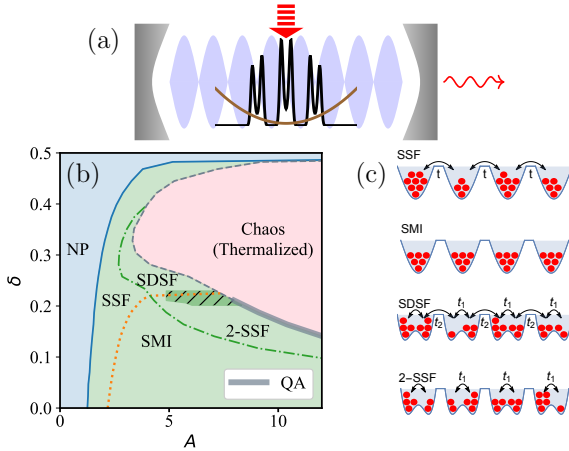 (a)
(b)
(c)
0.5
0.4
0.3
0.2
0.1
0.0
δ
0
5
10
A
NP
SSF
SDSF
SMI
2-SSF
Chaos
(Thermalized)
QA
SSF
t t t
SMI
SDSF
t₁ t₁ t₁ t₁
t₂ t₂ t₂
2−SSF
t₁ t₁ t₁